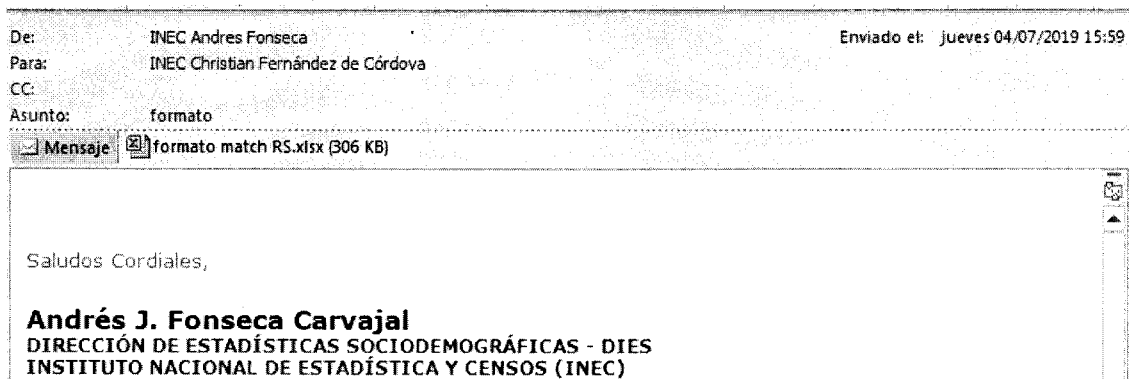 De: INEC Andres Fonseca Enviado el: jueves 04/07/2019 15:59
Para: INEC Christian Fernández de Córdova
CC:
Asunto: formato
Mensaje formato match RS.xlsx (306 KB)
Saludos Cordiales,
Andrés J. Fonseca Carvajal
DIRECCIÓN DE ESTADÍSTICAS SOCIODEMOGRÁFICAS - DIES
INSTITUTO NACIONAL DE ESTADÍSTICA Y CENSOS (INEC)